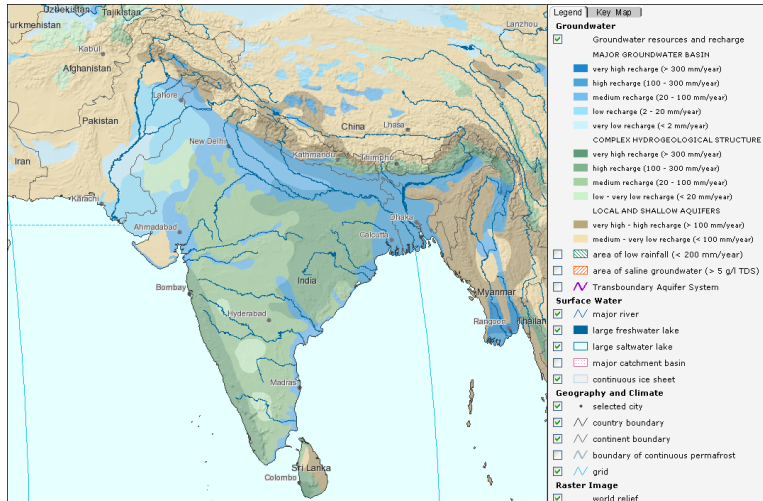 Uzbekistan
Tajikistan
Turkmenistan
Lanzhou
Kabul
Afghanistan
Lahore
Pakistan
China
Lhasa
New Delhi
Iran
Kathmandu
Thimphu
Karachi
Ahmadabad
Dhaka
Calcutta
India
Bombay
Myanmar
Hyderabad
Rangoon
Thailan
Madras
Sri Lanka
Colombo
Legend
Key Map
Groundwater
Groundwater resources and recharge
MAJOR GROUNDWATER BASIN
very high recharge (> 300 mm/year)
high recharge (100 - 300 mm/year)
medium recharge (20 - 100 mm/year)
low recharge (2 - 20 mm/year)
very low recharge (< 2 mm/year)
COMPLEX HYDROGEOLOGICAL STRUCTURE
very high recharge (> 300 mm/year)
high recharge (100 - 300 mm/year)
medium recharge (20 - 100 mm/year)
low - very low recharge (< 20 mm/year)
LOCAL AND SHALLOW AQUIFERS
very high - high recharge (> 100 mm/year)
medium - very low recharge (< 100 mm/year)
area of low rainfall (< 200 mm/year)
area of saline groundwater (> 5 g/l TDS)
Transboundary Aquifer System
Surface Water
major river
large freshwater lake
large saltwater lake
major catchment basin
continuous ice sheet
Geography and Climate
selected city
country boundary
continent boundary
boundary of continuous permafrost
grid
Raster Image
world relief